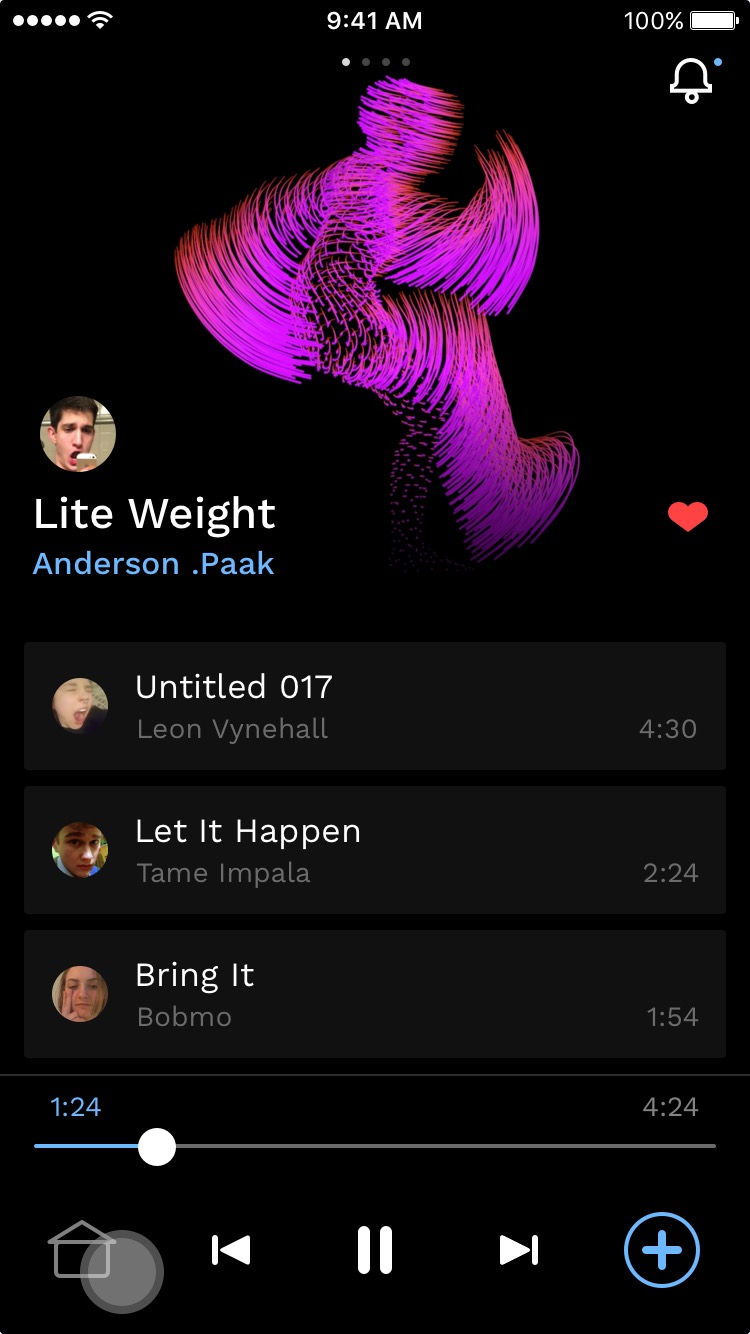 9:41 AM
100%
Lite Weight
Anderson .Paak
Untitled 017
Leon Vynehall
4:30
Let It Happen
Tame Impala
2:24
Bring It
Bobmo
1:54
1:24
4:24